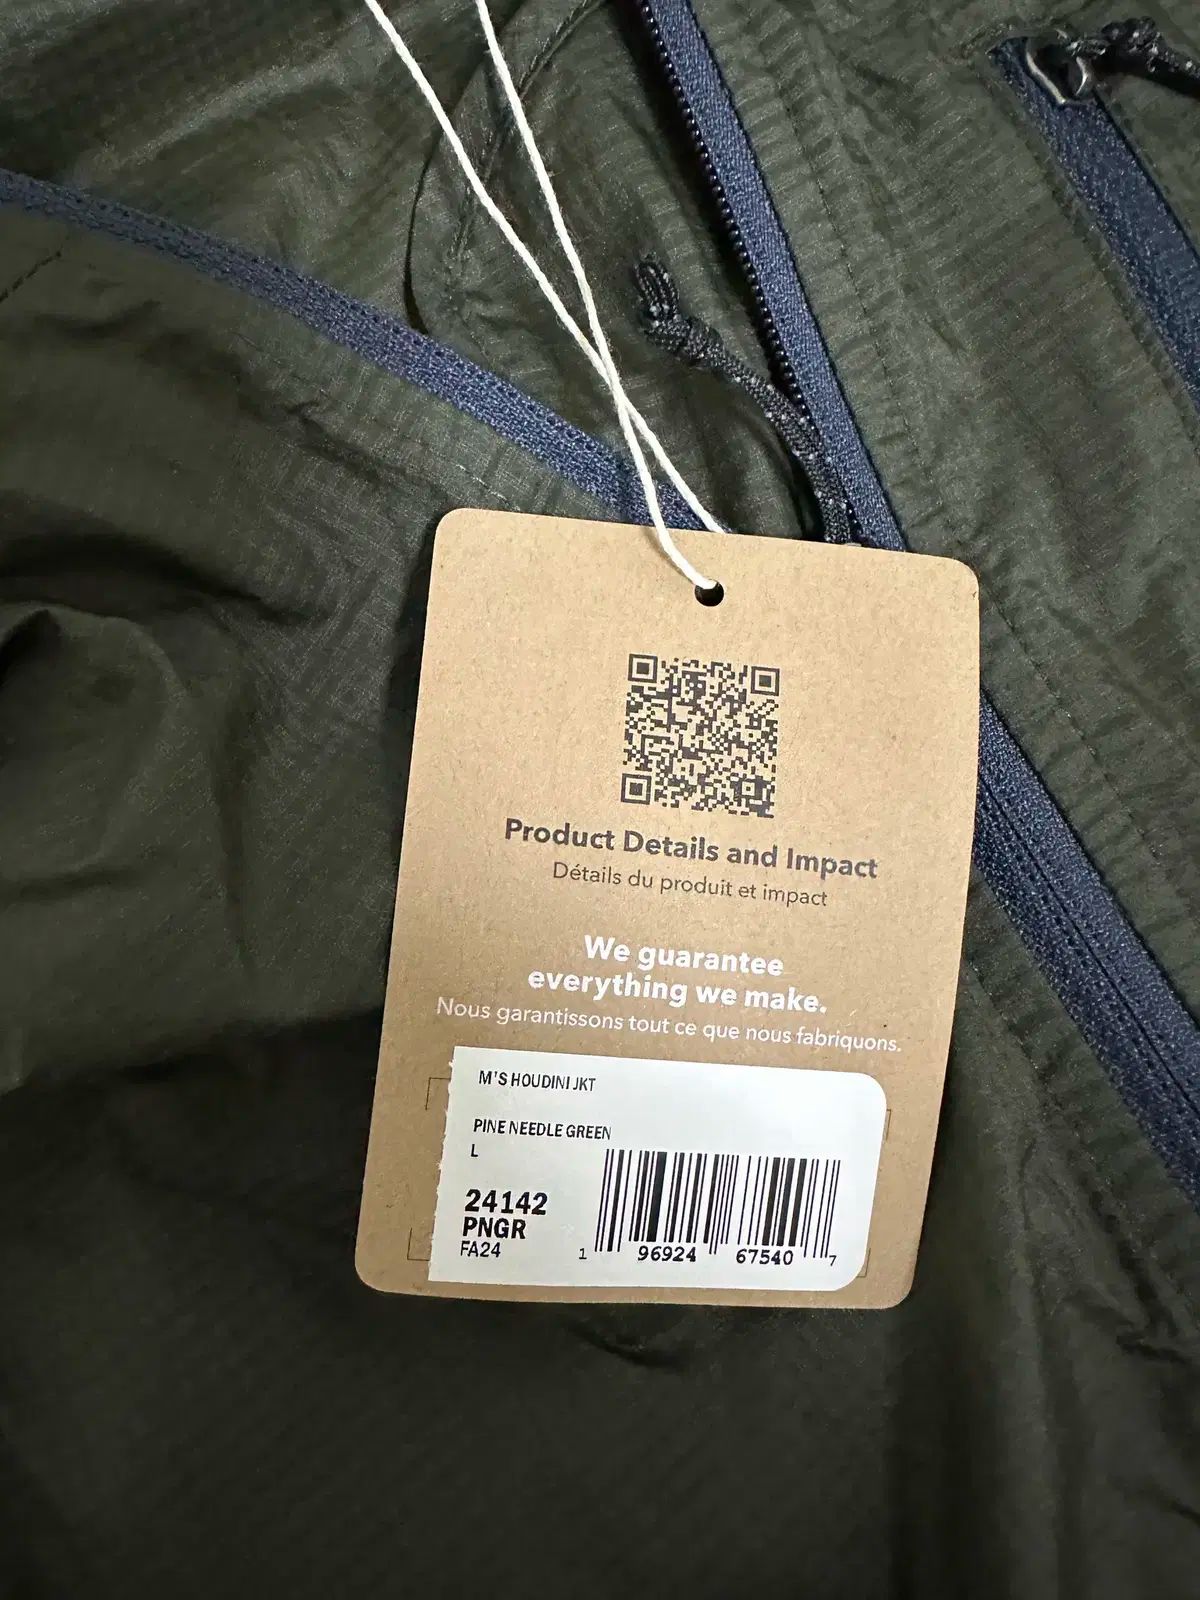 Product Details and Impact
Détails du produit et impact
We guarantee
everything we make.
Nous garantissons tout ce que nous fabriquons.
M'S HOUDINI JKT
PINE NEEDLE GREEN
L
24142
PNGR
FA24
1 96924 67540 7